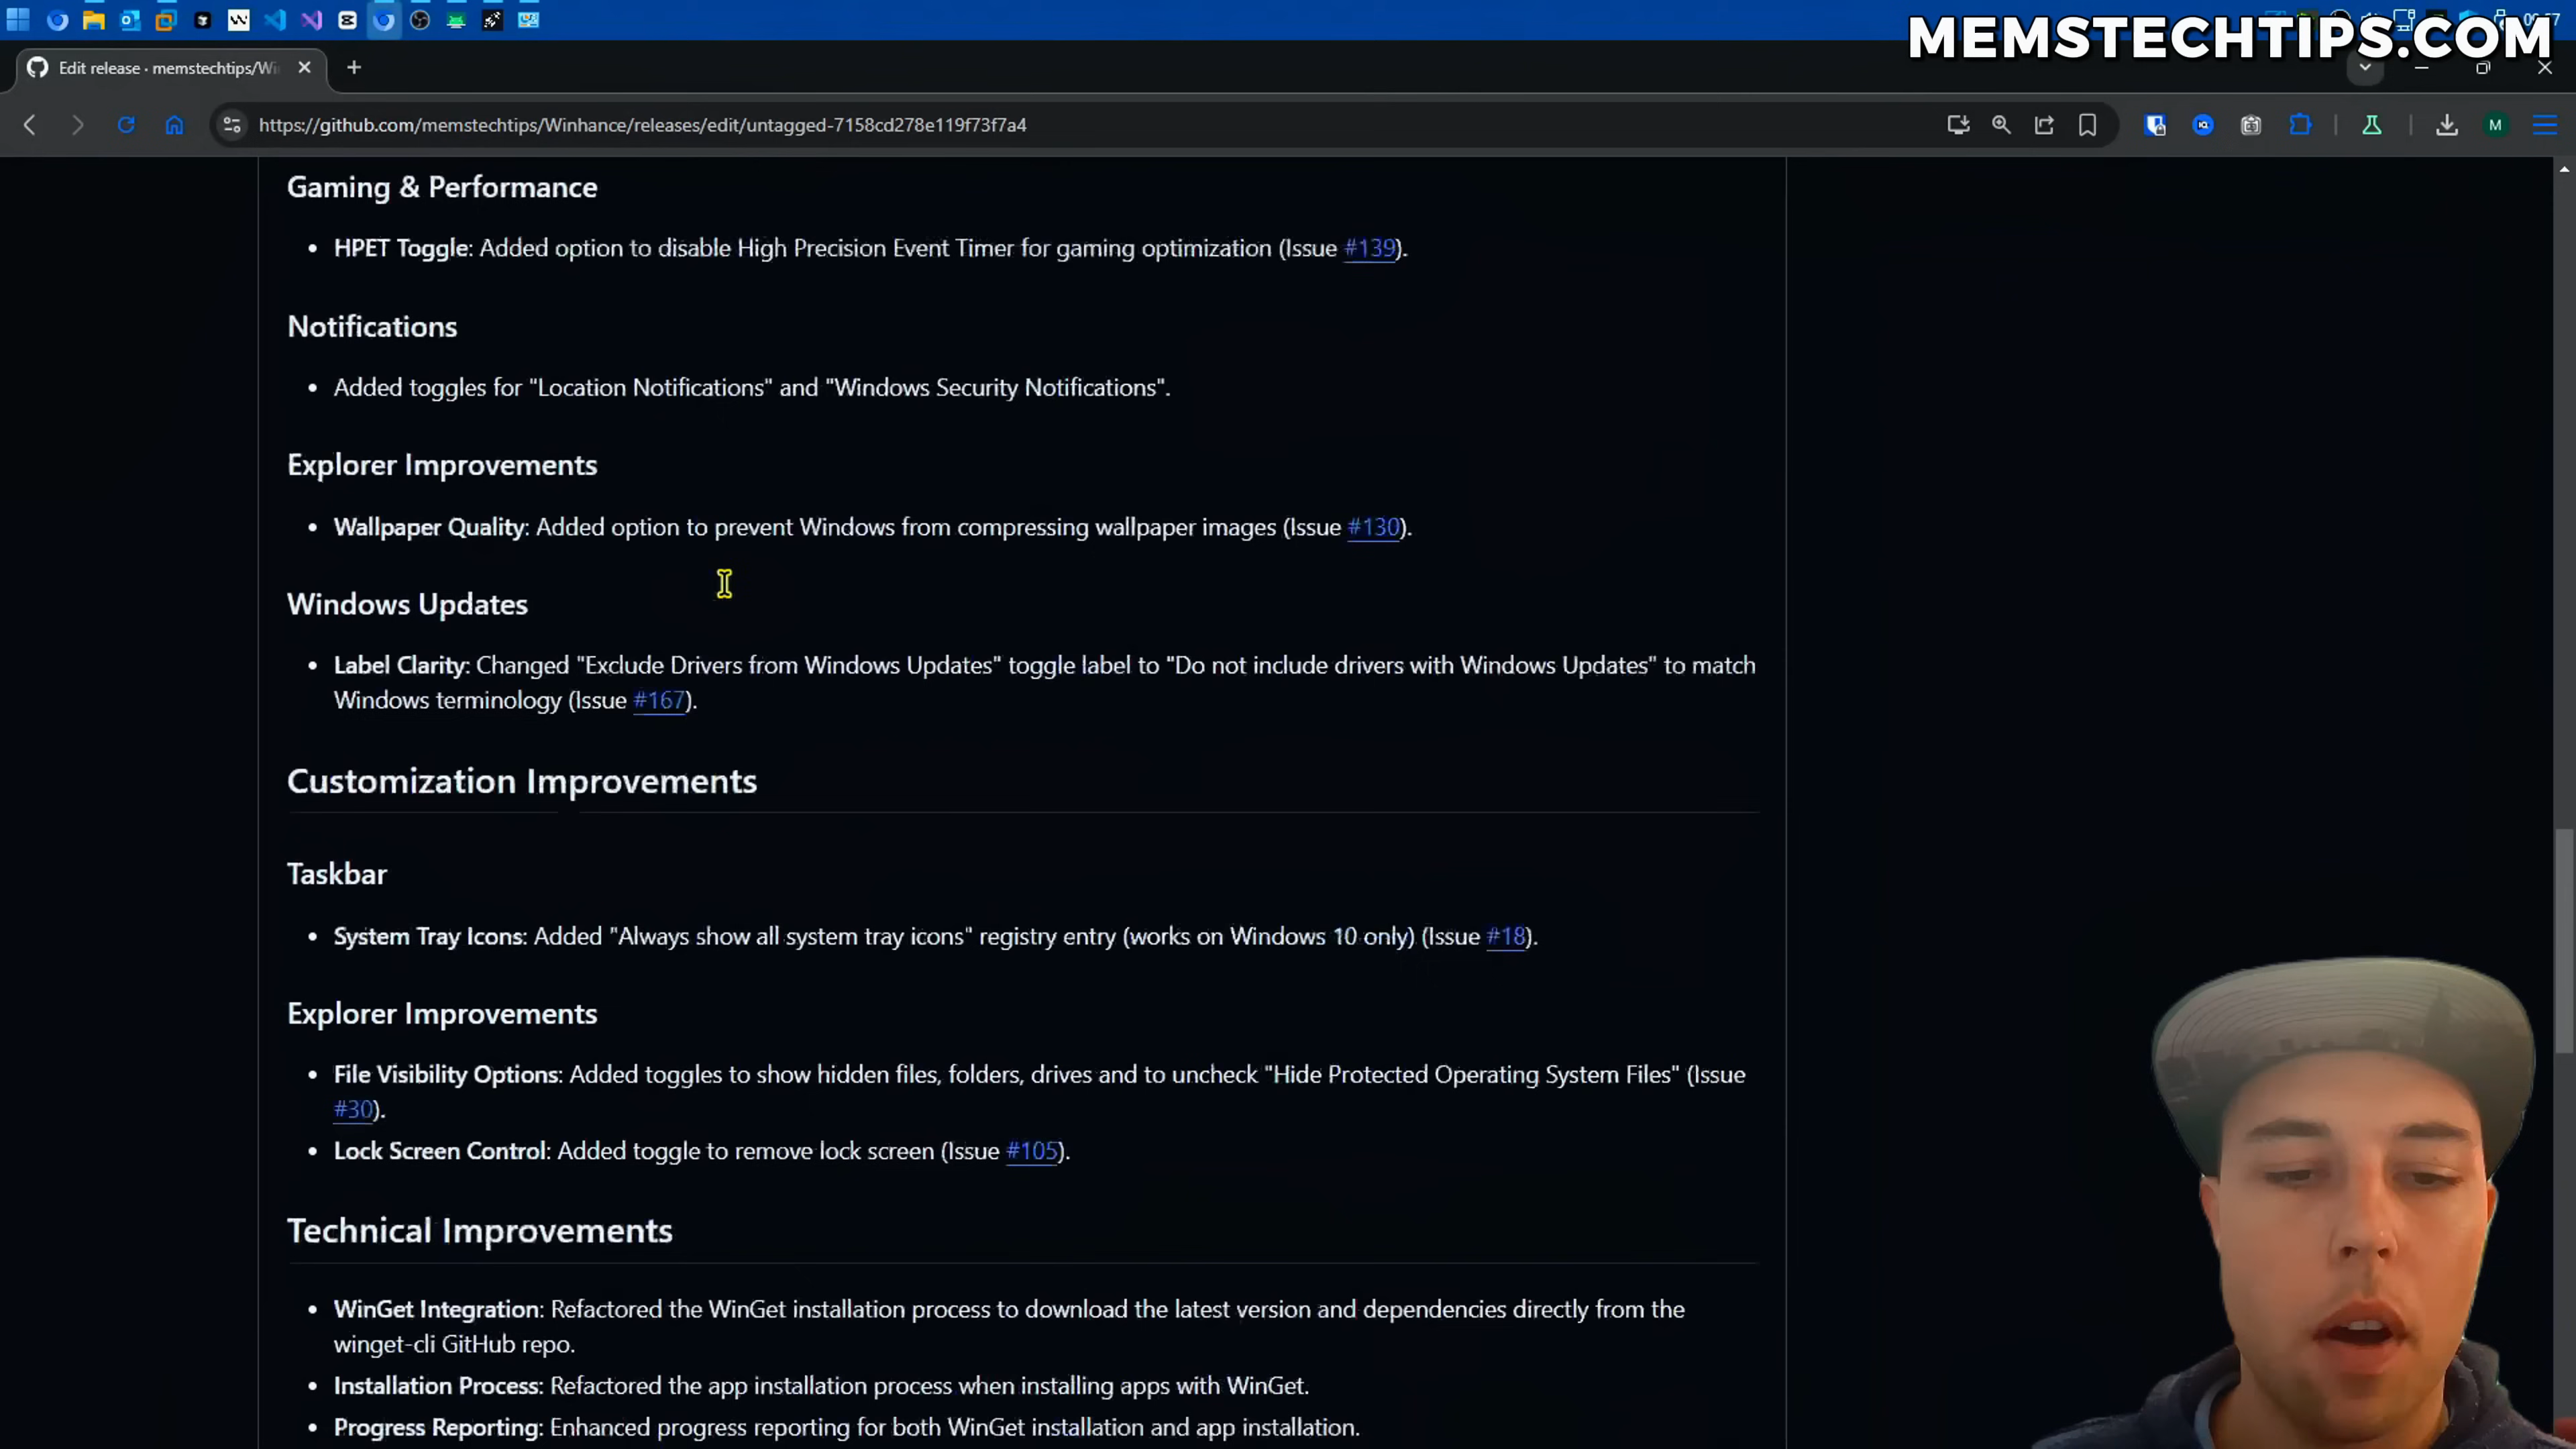 MEMSTECHTIPS.COM
Edit release · memstechtips/Wi
https://github.com/memstechtips/Winhance/releases/edit/untagged-7158cd278e119f73f7a4
M
Gaming & Performance
• HPET Toggle: Added option to disable High Precision Event Timer for gaming optimization (Issue #139).
Notifications
• Added toggles for "Location Notifications" and "Windows Security Notifications".
Explorer Improvements
• Wallpaper Quality: Added option to prevent Windows from compressing wallpaper images (Issue #130).
Windows Updates
• Label Clarity: Changed "Exclude Drivers from Windows Updates" toggle label to "Do not include drivers with Windows Updates" to match
Windows terminology (Issue #167).
Customization Improvements
Taskbar
• System Tray Icons: Added "Always show all system tray icons" registry entry (works on Windows 10 only) (Issue #18).
Explorer Improvements
• File Visibility Options: Added toggles to show hidden files, folders, drives and to uncheck "Hide Protected Operating System Files" (Issue
#30).
• Lock Screen Control: Added toggle to remove lock screen (Issue #105).
Technical Improvements
• WinGet Integration: Refactored the WinGet installation process to download the latest version and dependencies directly from the
winget-cli GitHub repo.
• Installation Process: Refactored the app installation process when installing apps with WinGet.
• Progress Reporting: Enhanced progress reporting for both WinGet installation and app installation.